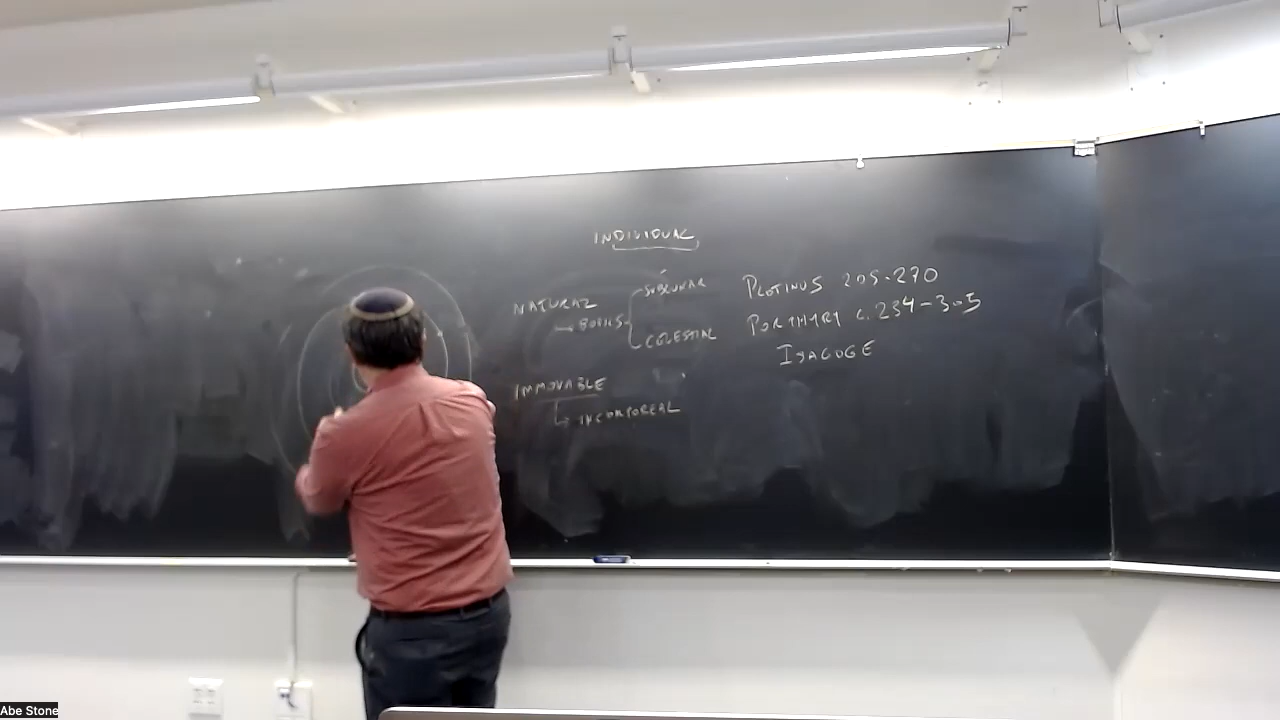 INDIVIDUAL
NATURAL
BODIES
SUBLUNAR
CELESTIAL
IMMOVABLE
INCORPOREAL
PLOTINUS 205-270
PORPHYRY c. 234-305
ISAGOGE
Abe Stone